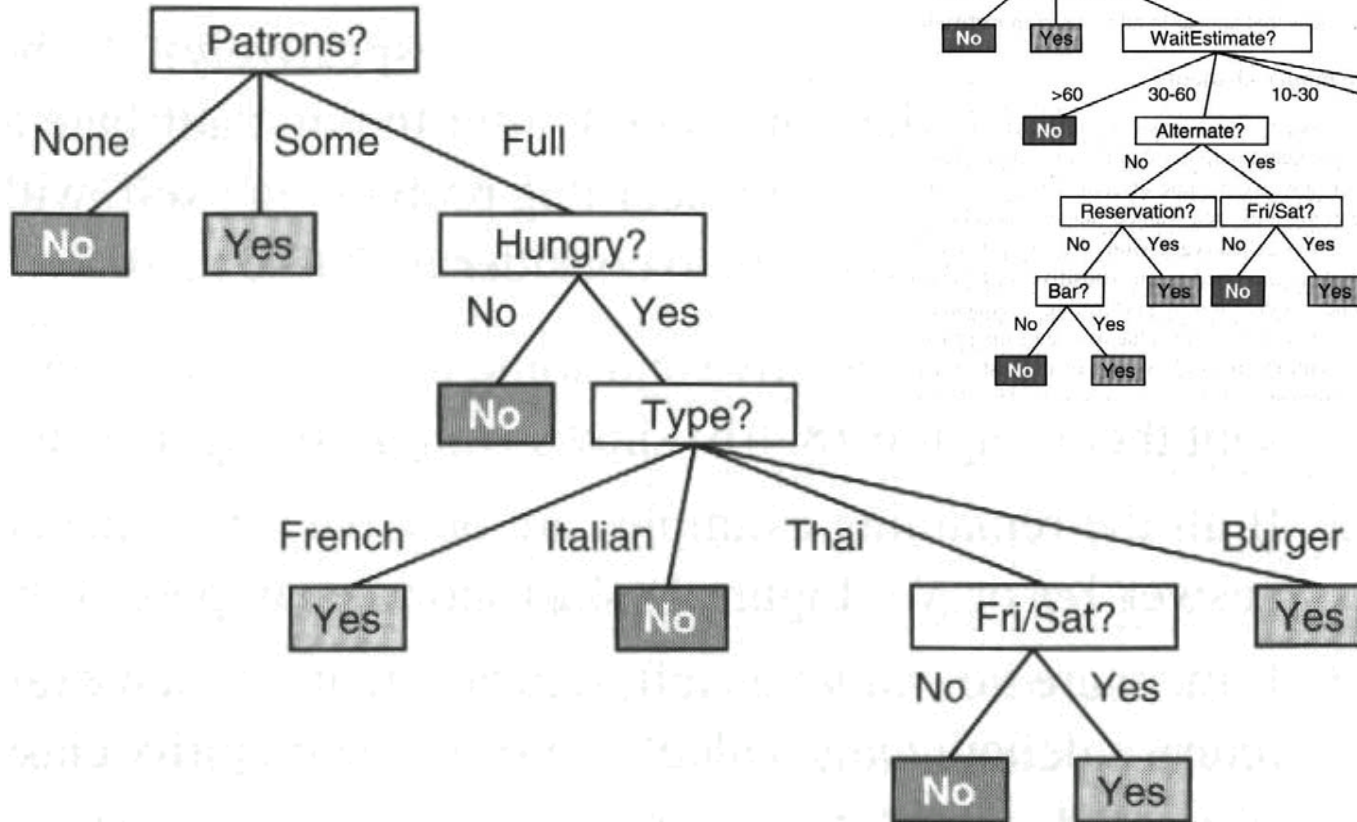 Patrons?
None Some Full
No Yes Hungry?
No Yes
No Type?
French Italian Thai Burger
Yes No Fri/Sat? Yes
No Yes
No Yes
No Yes WaitEstimate?
>60 30-60 10-30
No Alternate?
No Yes
Reservation? Fri/Sat?
No Yes No Yes
Bar? Yes No Yes
No Yes
No Yes